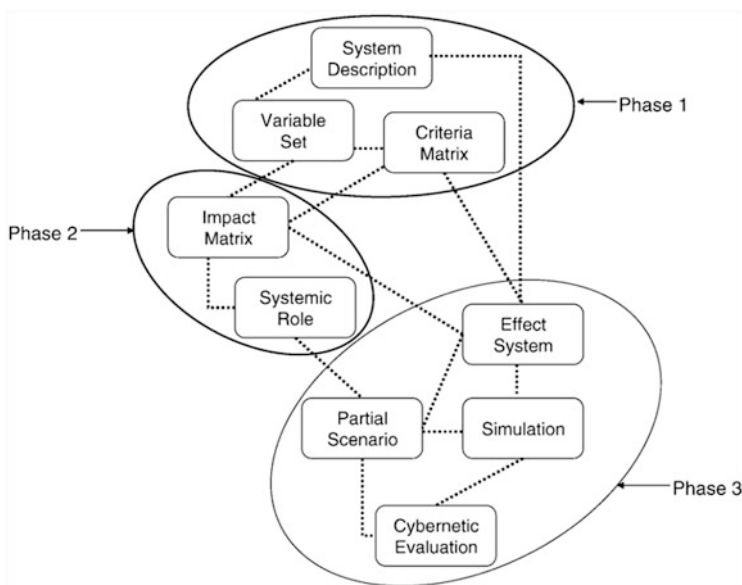 System
Description
Phase 1
Variable
Set
Criteria
Matrix
Impact
Matrix
Phase 2
Systemic
Role
Effect
System
Partial
Scenario
Simulation
Phase 3
Cybernetic
Evaluation